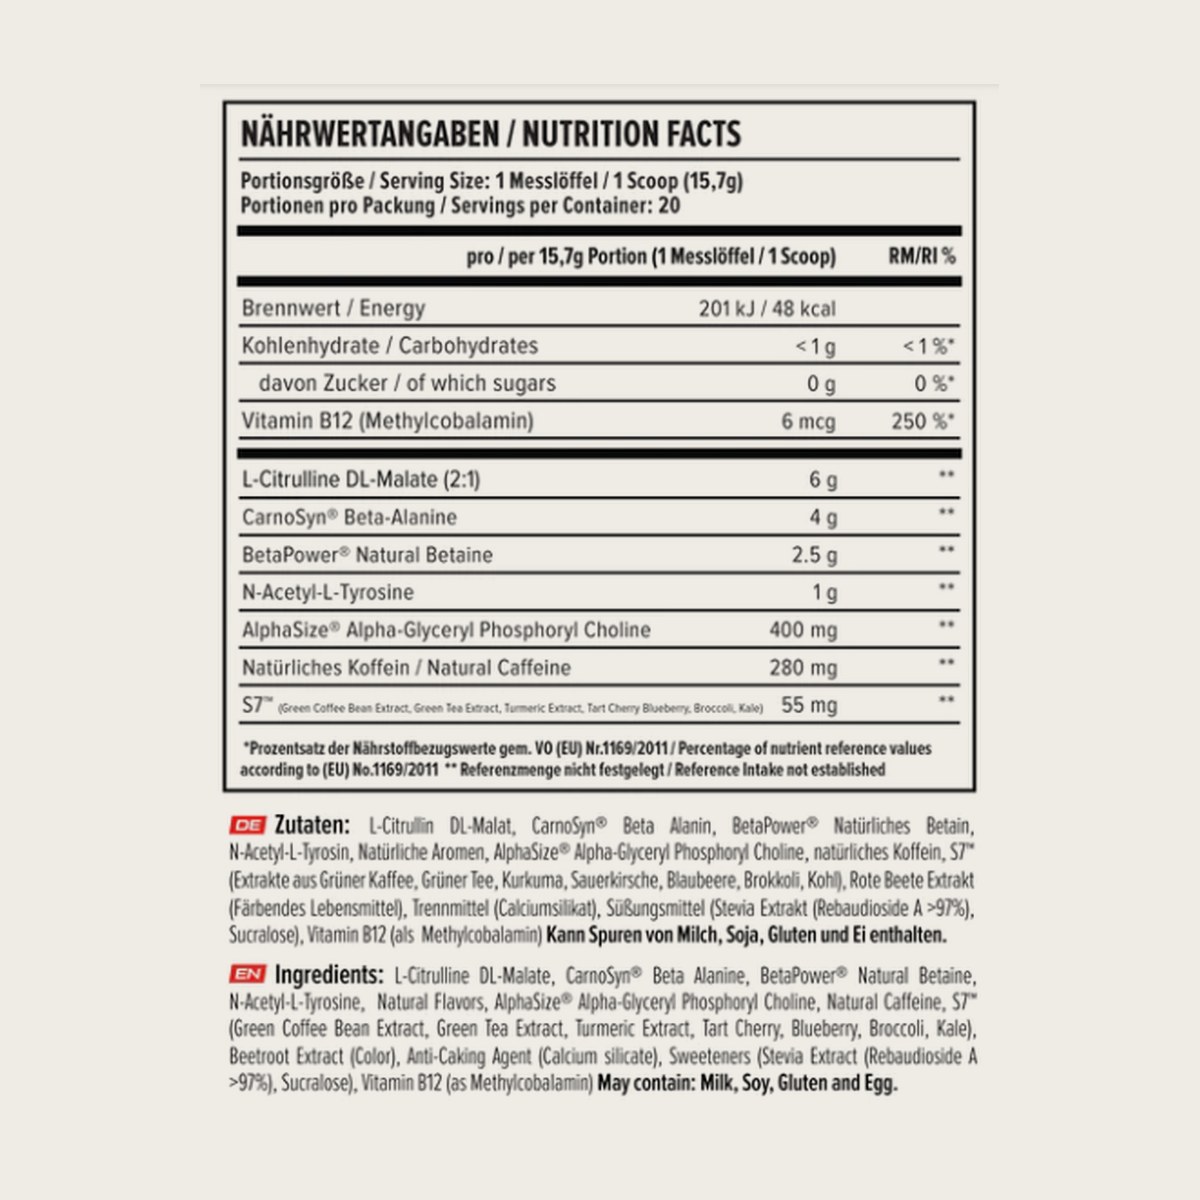 NÄHRWERTANGABEN / NUTRITION FACTS
Portionsgröße / Serving Size: 1 Messlöffel / 1 Scoop (15,7g)
Portionen pro Packung / Servings per Container: 20
pro / per 15,7g Portion (1 Messlöffel / 1 Scoop) RM/RI %
Brennwert / Energy 201 kJ / 48 kcal
Kohlenhydrate / Carbohydrates < 1 g < 1 %*
davon Zucker / of which sugars 0 g 0 %*
Vitamin B12 (Methylcobalamin) 6 mcg 250 %*
L-Citrulline DL-Malate (2:1) 6 g **
CarnoSyn® Beta-Alanine 4 g **
BetaPower® Natural Betaine 2.5 g **
N-Acetyl-L-Tyrosine 1 g **
AlphaSize® Alpha-Glyceryl Phosphoryl Choline 400 mg **
Natürliches Koffein / Natural Caffeine 280 mg **
S7™ (Green Coffee Bean Extract, Green Tea Extract, Turmeric Extract, Tart Cherry Blueberry, Broccoli, Kale) 55 mg **
*Prozentsatz der Nährstoffbezugswerte gem. VO (EU) Nr.1169/2011 / Percentage of nutrient reference values
according to (EU) No.1169/2011 ** Referenzmenge nicht festgelegt / Reference Intake not established
DE Zutaten: L-Citrullin DL-Malat, CarnoSyn® Beta Alanin, BetaPower® Natürliches Betain,
N-Acetyl-L-Tyrosin, Natürliche Aromen, AlphaSize® Alpha-Glyceryl Phosphoryl Choline, natürliches Koffein, S7™
(Extrakte aus Grüner Kaffee, Grüner Tee, Kurkuma, Sauerkirsche, Blaubeere, Brokkoli, Kohl), Rote Beete Extrakt
(Färbendes Lebensmittel), Trennmittel (Calciumsilikat), Süßungsmittel (Stevia Extrakt (Rebaudioside A >97%),
Sucralose), Vitamin B12 (als Methylcobalamin) Kann Spuren von Milch, Soja, Gluten und Ei enthalten.
EN Ingredients: L-Citrulline DL-Malate, CarnoSyn® Beta Alanine, BetaPower® Natural Betaine,
N-Acetyl-L-Tyrosine, Natural Flavors, AlphaSize® Alpha-Glyceryl Phosphoryl Choline, Natural Caffeine, S7™
(Green Coffee Bean Extract, Green Tea Extract, Turmeric Extract, Tart Cherry, Blueberry, Broccoli, Kale),
Beetroot Extract (Color), Anti-Caking Agent (Calcium silicate), Sweeteners (Stevia Extract (Rebaudioside A
>97%), Sucralose), Vitamin B12 (as Methylcobalamin) May contain: Milk, Soy, Gluten and Egg.